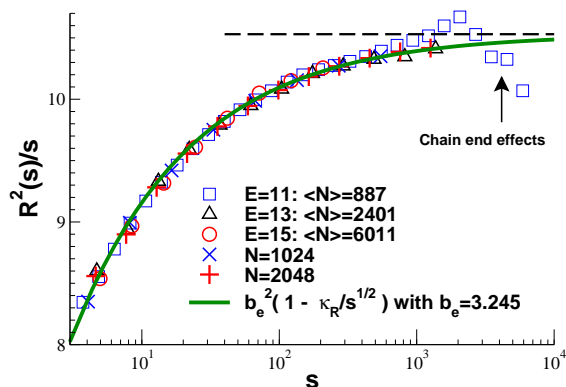 R²(s)/s
10
9
8
Chain end effects
E=11: <N>=887
E=13: <N>=2401
E=15: <N>=6011
N=1024
N=2048
b_e²( 1 - κ_R/s^1/2 ) with b_e=3.245
10¹ 10² 10³ 10⁴
s